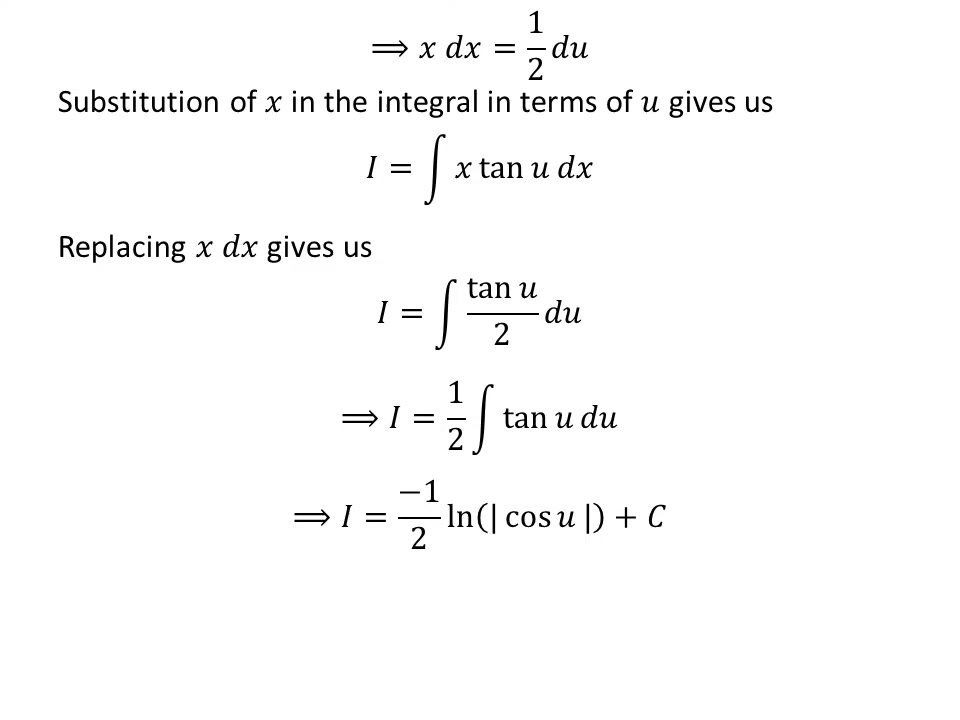 ⟹ 𝑥 𝑑𝑥 = 1/2 𝑑𝑢
Substitution of 𝑥 in the integral in terms of 𝑢 gives us
𝐼 = ∫ 𝑥 tan 𝑢 𝑑𝑥
Replacing 𝑥 𝑑𝑥 gives us
𝐼 = ∫ tan 𝑢/2 𝑑𝑢
⟹ 𝐼 = 1/2 ∫ tan 𝑢 𝑑𝑢
⟹ 𝐼 = −1/2 ln(| cos 𝑢 |) + 𝐶